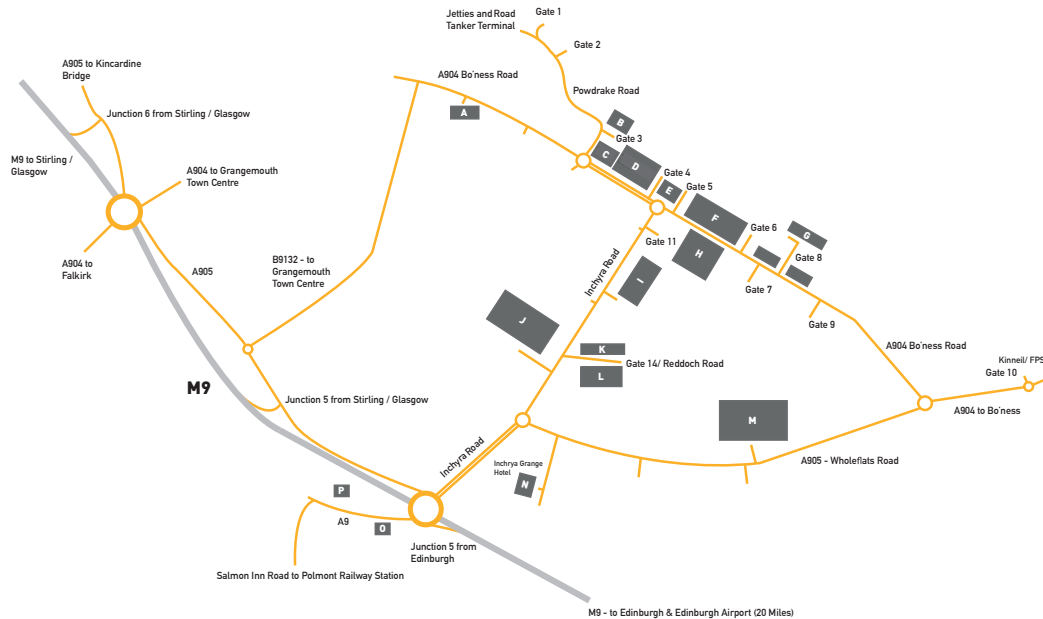 Jetties and Road
Tanker Terminal
Gate 1
Gate 2
A905 to Kincardine
Bridge
A904 Bo'ness Road
Powdrake Road
Junction 6 from Stirling / Glasgow
A
B
Gate 3
C
D
M9 to Stirling /
Glasgow
A904 to Grangemouth
Town Centre
Gate 4
E
Gate 5
F
Gate 6
G
Gate 11
H
Gate 8
A904 to
Falkirk
B9132 - to
Grangemouth
Town Centre
A905
Inchyra Road
I
Gate 7
J
Gate 9
K
A904 Bo'ness Road
Gate 14/ Reddoch Road
Kinneil/ FPS
Gate 10
L
M9
Junction 5 from Stirling / Glasgow
A904 to Bo'ness
M
Inchyra Road
Inchrya Grange
Hotel
A905 - Wholeflats Road
N
P
A9
O
Junction 5 from
Edinburgh
Salmon Inn Road to Polmont Railway Station
M9 - to Edinburgh & Edinburgh Airport (20 Miles)